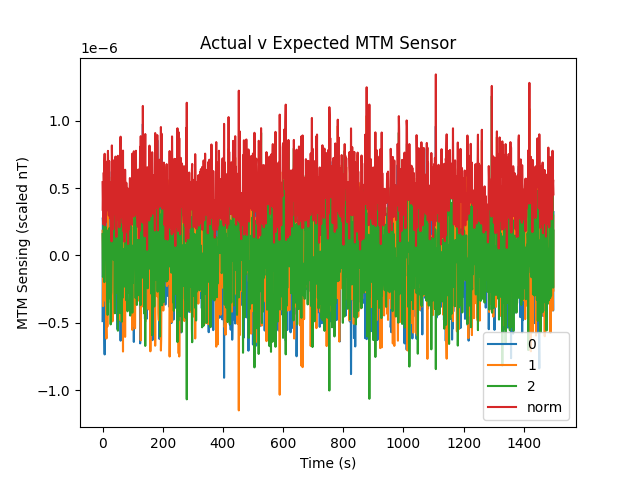 Actual v Expected MTM Sensor
1e−6
MTM Sensing (scaled nT)
1.0
0.5
0.0
−0.5
−1.0
0 200 400 600 800 1000 1200 1400
Time (s)
0
1
2
norm